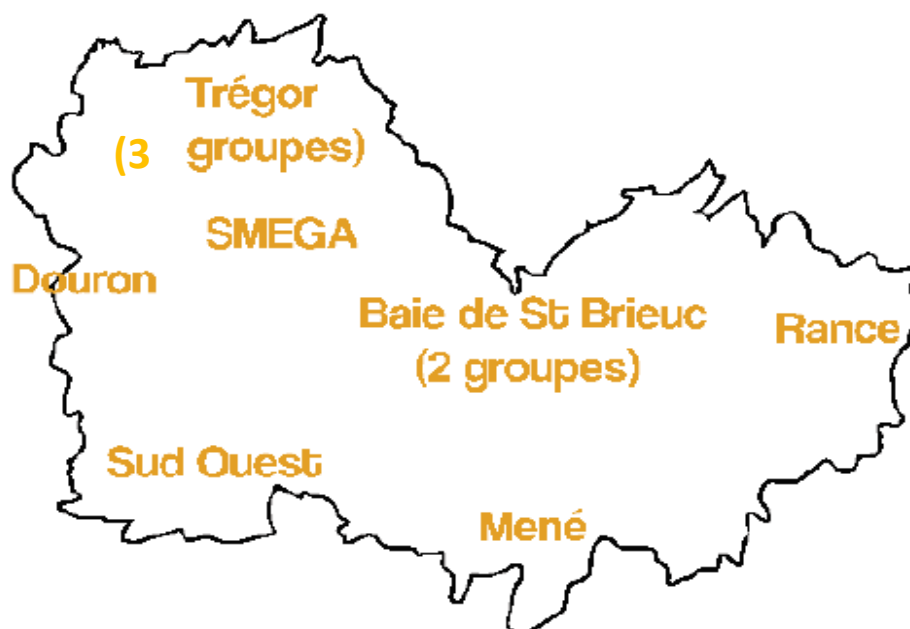 Trégor
(3 groupes)
SMEGA
Douron
Baie de St Brieuc
(2 groupes)
Rance
Sud Ouest
Mené